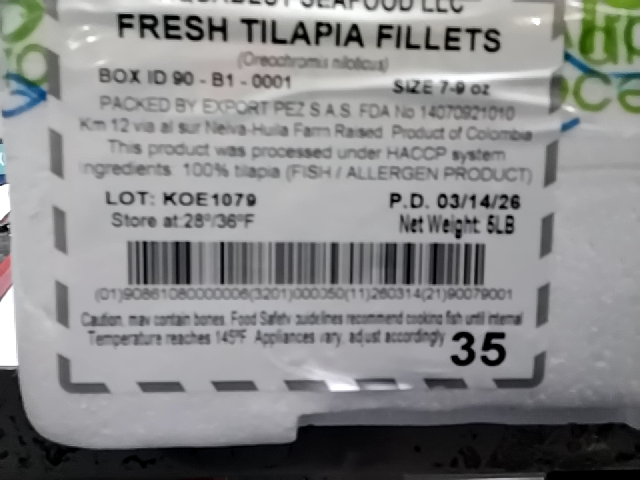 SEAFOOD LLC
FRESH TILAPIA FILLETS
(Oreochromis niloticus)
BOX ID 90 - B1 - 0001 SIZE 7-9 oz
PACKED BY EXPORT PEZ S.A.S. FDA No 14070921010
Km 12 via al sur Neiva-Huila Farm Raised. Product of Colombia
This product was processed under HACCP system
Ingredients: 100% tilapia (FISH / ALLERGEN PRODUCT)
LOT: KOE1079 P.D. 03/14/26
Store at:28°/36°F Net Weight: 5LB
(01)90861080000006(3201)000050(11)260314(21)90079001
Caution, may contain bones. Food Safety guidelines recommend cooking fish until internal
Temperature reaches 145°F. Appliances vary, adjust accordingly
35